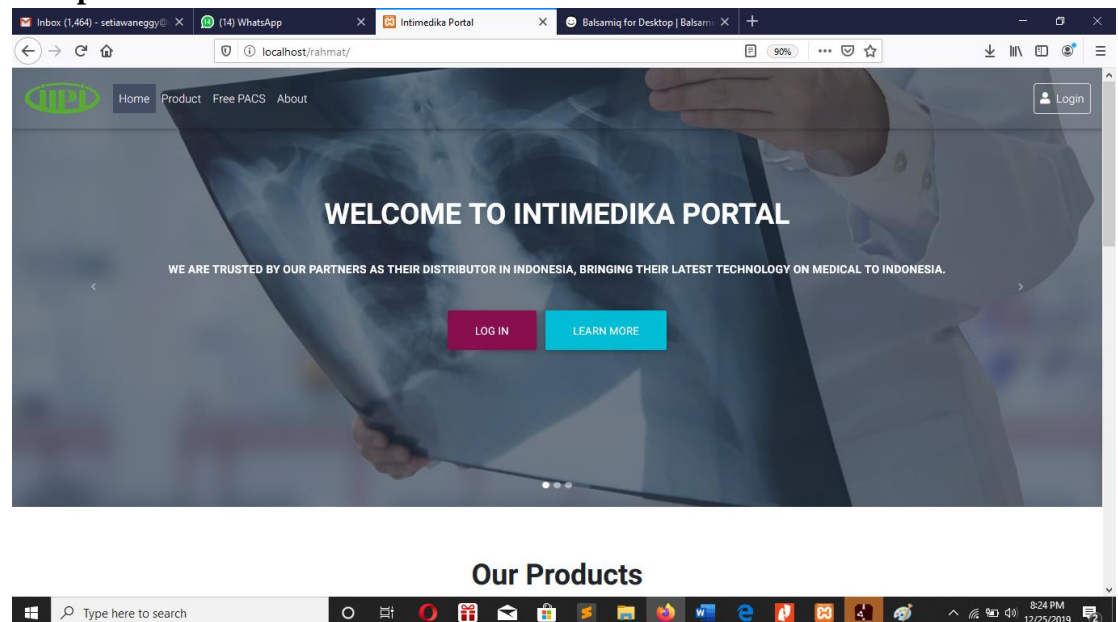 Inbox (1,464) - setiawaneggy@
(14) WhatsApp
Intimedika Portal
Balsamiq for Desktop | Balsami
localhost/rahmat/
90%
IIPI
Home Product Free PACS About
Login
WELCOME TO INTIMEDIKA PORTAL
WE ARE TRUSTED BY OUR PARTNERS AS THEIR DISTRIBUTOR IN INDONESIA, BRINGING THEIR LATEST TECHNOLOGY ON MEDICAL TO INDONESIA.
LOG IN
LEARN MORE
Our Products
Type here to search
8:24 PM
12/25/2019